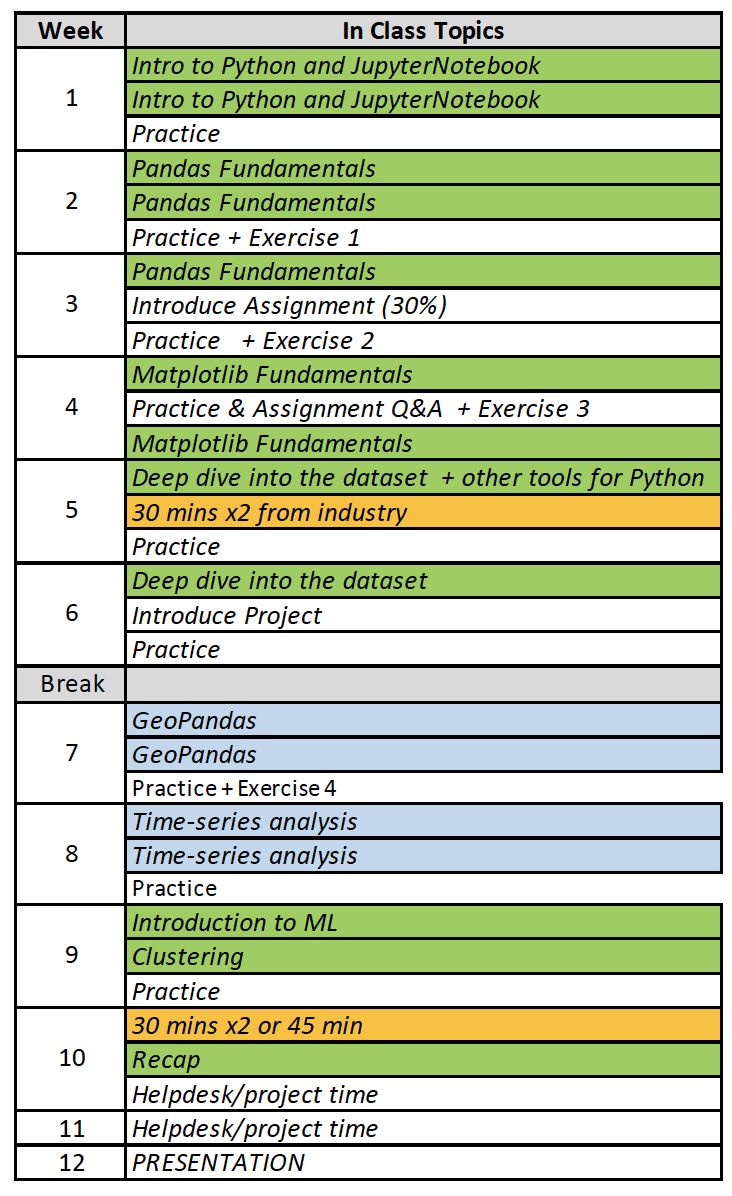 Week In Class Topics
1
Intro to Python and JupyterNotebook
Intro to Python and JupyterNotebook
Practice
2
Pandas Fundamentals
Pandas Fundamentals
Practice + Exercise 1
3
Pandas Fundamentals
Introduce Assignment (30%)
Practice + Exercise 2
4
Matplotlib Fundamentals
Practice & Assignment Q&A + Exercise 3
Matplotlib Fundamentals
5
Deep dive into the dataset + other tools for Python
30 mins x2 from industry
Practice
6
Deep dive into the dataset
Introduce Project
Practice
Break
7
GeoPandas
GeoPandas
Practice + Exercise 4
8
Time-series analysis
Time-series analysis
Practice
9
Introduction to ML
Clustering
Practice
10
30 mins x2 or 45 min
Recap
Helpdesk/project time
11 Helpdesk/project time
12 PRESENTATION